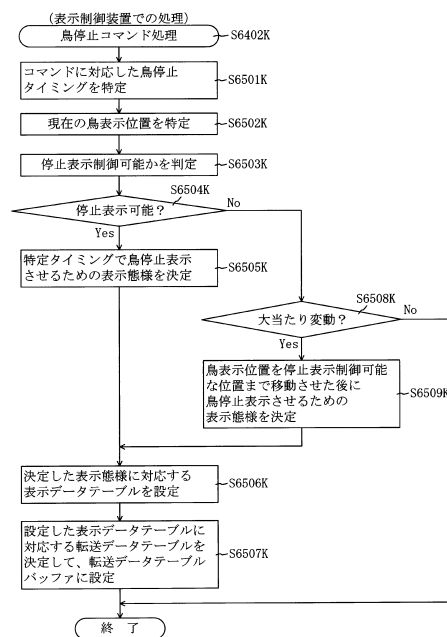 (表示制御装置での処理)
鳥停止コマンド処理
S6402K
コマンドに対応した鳥停止
タイミングを特定
S6501K
現在の鳥表示位置を特定
S6502K
停止表示制御可能かを判定
S6503K
S6504K
停止表示可能?
No
Yes
特定タイミングで鳥停止表示
させるための表示態様を決定
S6505K
S6508K
大当たり変動?
No
Yes
鳥表示位置を停止表示制御可能
な位置まで移動させた後に
鳥停止表示させるための
表示態様を決定
S6509K
決定した表示態様に対応する
表示データテーブルを設定
S6506K
設定した表示データテーブルに
対応する転送データテーブルを
決定して、転送データテーブル
バッファに設定
S6507K
終 了